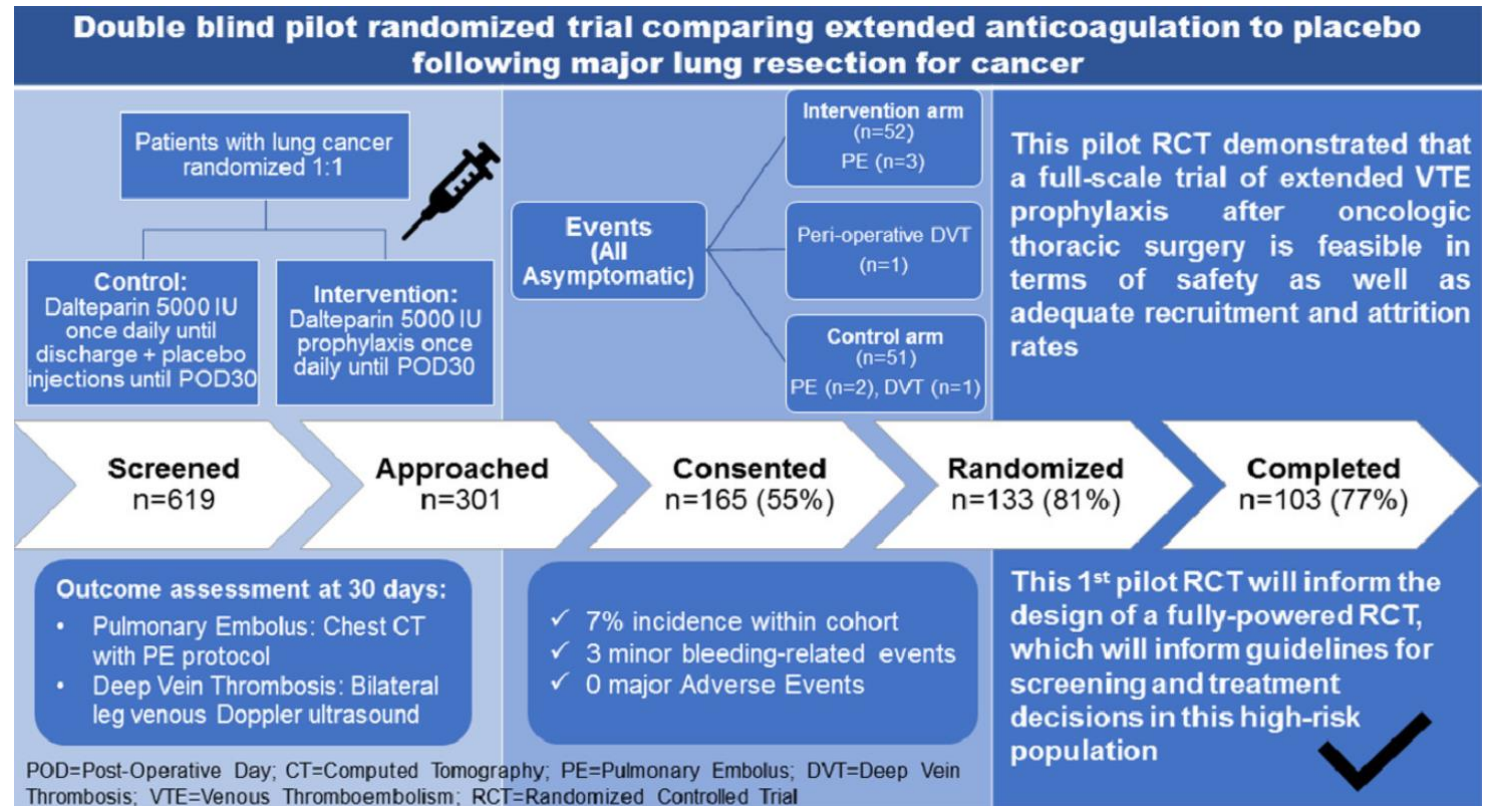 Double blind pilot randomized trial comparing extended anticoagulation to placebo
following major lung resection for cancer
Patients with lung cancer
randomized 1:1
Control:
Dalteparin 5000 IU
once daily until
discharge + placebo
injections until POD30
Intervention:
Dalteparin 5000 IU
prophylaxis once
daily until POD30
Events
(All
Asymptomatic)
Intervention arm
(n=52)
PE (n=3)
Peri-operative DVT
(n=1)
Control arm
(n=51)
PE (n=2), DVT (n=1)
This pilot RCT demonstrated that
a full-scale trial of extended VTE
prophylaxis after oncologic
thoracic surgery is feasible in
terms of safety as well as
adequate recruitment and attrition
rates
Screened
n=619
Approached
n=301
Consented
n=165 (55%)
Randomized
n=133 (81%)
Completed
n=103 (77%)
Outcome assessment at 30 days:
• Pulmonary Embolus: Chest CT
with PE protocol
• Deep Vein Thrombosis: Bilateral
leg venous Doppler ultrasound
✓ 7% incidence within cohort
✓ 3 minor bleeding-related events
✓ 0 major Adverse Events
This 1st pilot RCT will inform the
design of a fully-powered RCT,
which will inform guidelines for
screening and treatment
decisions in this high-risk
population
POD=Post-Operative Day; CT=Computed Tomography; PE=Pulmonary Embolus; DVT=Deep Vein
Thrombosis; VTE=Venous Thromboembolism; RCT=Randomized Controlled Trial